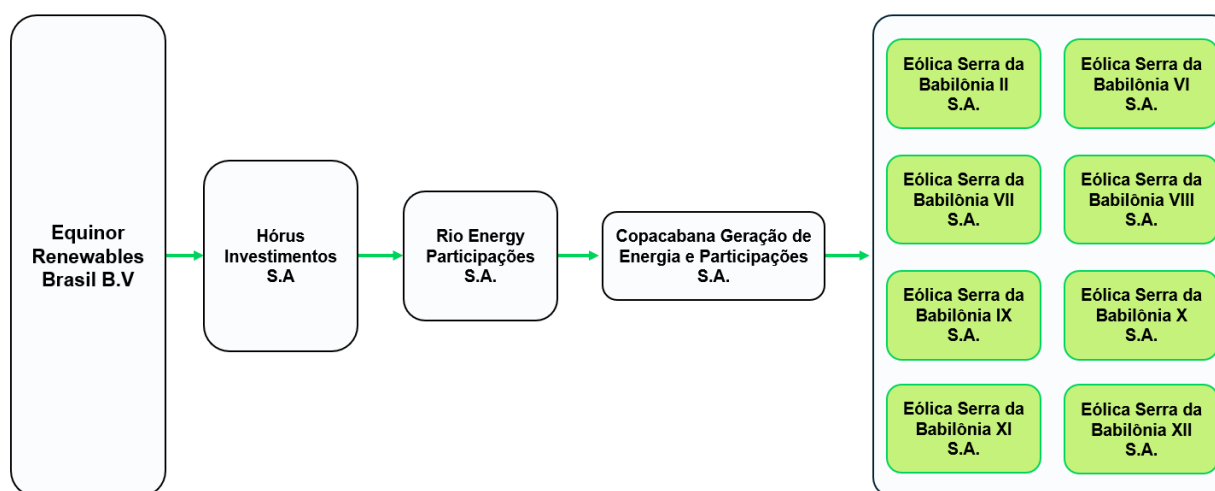 Equinor
Renewables
Brasil B.V
Hórus
Investimentos
S.A
Rio Energy
Participações
S.A.
Copacabana Geração de
Energia e Participações
S.A.
Eólica Serra da
Babilônia II
S.A.
Eólica Serra da
Babilônia VI
S.A.
Eólica Serra da
Babilônia VII
S.A.
Eólica Serra da
Babilônia VIII
S.A.
Eólica Serra da
Babilônia IX
S.A.
Eólica Serra da
Babilônia X
S.A.
Eólica Serra da
Babilônia XI
S.A.
Eólica Serra da
Babilônia XII
S.A.